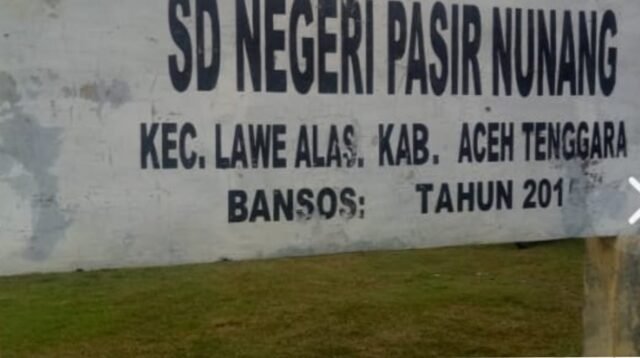 SD NEGERI PASIR NUNANG
KEC. LAWE ALAS. KAB. ACEH TENGGARA
BANSOS: TAHUN